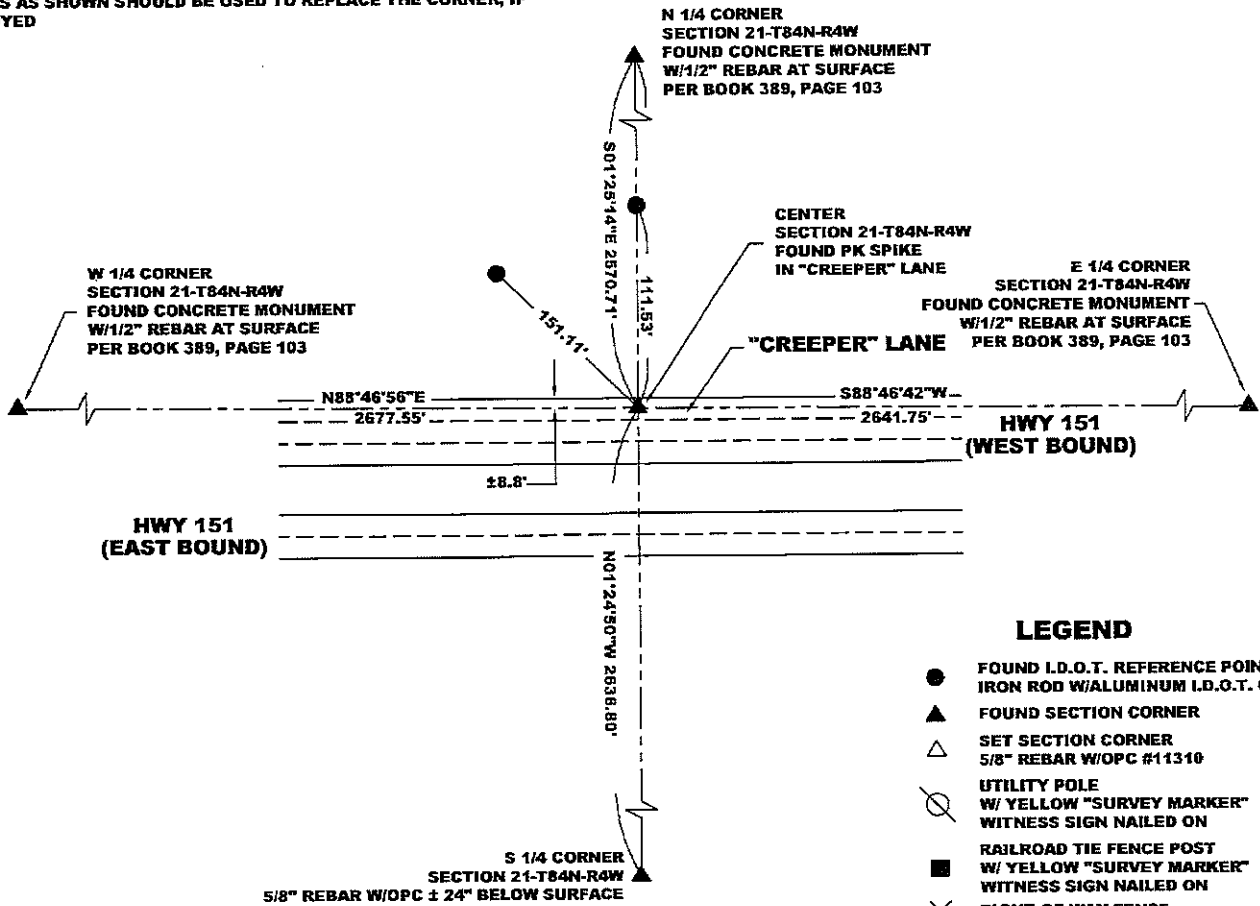 S AS SHOWN SHOULD BE USED TO REPLACE THE CORNER, IF
YED
N 1/4 CORNER
SECTION 21-T84N-R4W
FOUND CONCRETE MONUMENT
W/1/2" REBAR AT SURFACE
PER BOOK 389, PAGE 103
S01°25'14"E 2570.71'
111.53'
151.11'
CENTER
SECTION 21-T84N-R4W
FOUND PK SPIKE
IN "CREEPER" LANE
W 1/4 CORNER
SECTION 21-T84N-R4W
FOUND CONCRETE MONUMENT
W/1/2" REBAR AT SURFACE
PER BOOK 389, PAGE 103
E 1/4 CORNER
SECTION 21-T84N-R4W
FOUND CONCRETE MONUMENT
W/1/2" REBAR AT SURFACE
PER BOOK 389, PAGE 103
"CREEPER" LANE
N88°46'56"E
2677.55'
S88°46'42"W
2641.75'
HWY 151
(WEST BOUND)
±8.8'
HWY 151
(EAST BOUND)
N01°24'50"W 2636.80'
S 1/4 CORNER
SECTION 21-T84N-R4W
5/8" REBAR W/OPC ± 24" BELOW SURFACE
LEGEND
FOUND I.D.O.T. REFERENCE POIN
IRON ROD W/ALUMINUM I.D.O.T.
FOUND SECTION CORNER
SET SECTION CORNER
5/8" REBAR W/OPC #11310
UTILITY POLE
W/ YELLOW "SURVEY MARKER"
WITNESS SIGN NAILED ON
RAILROAD TIE FENCE POST
W/ YELLOW "SURVEY MARKER"
WITNESS SIGN NAILED ON